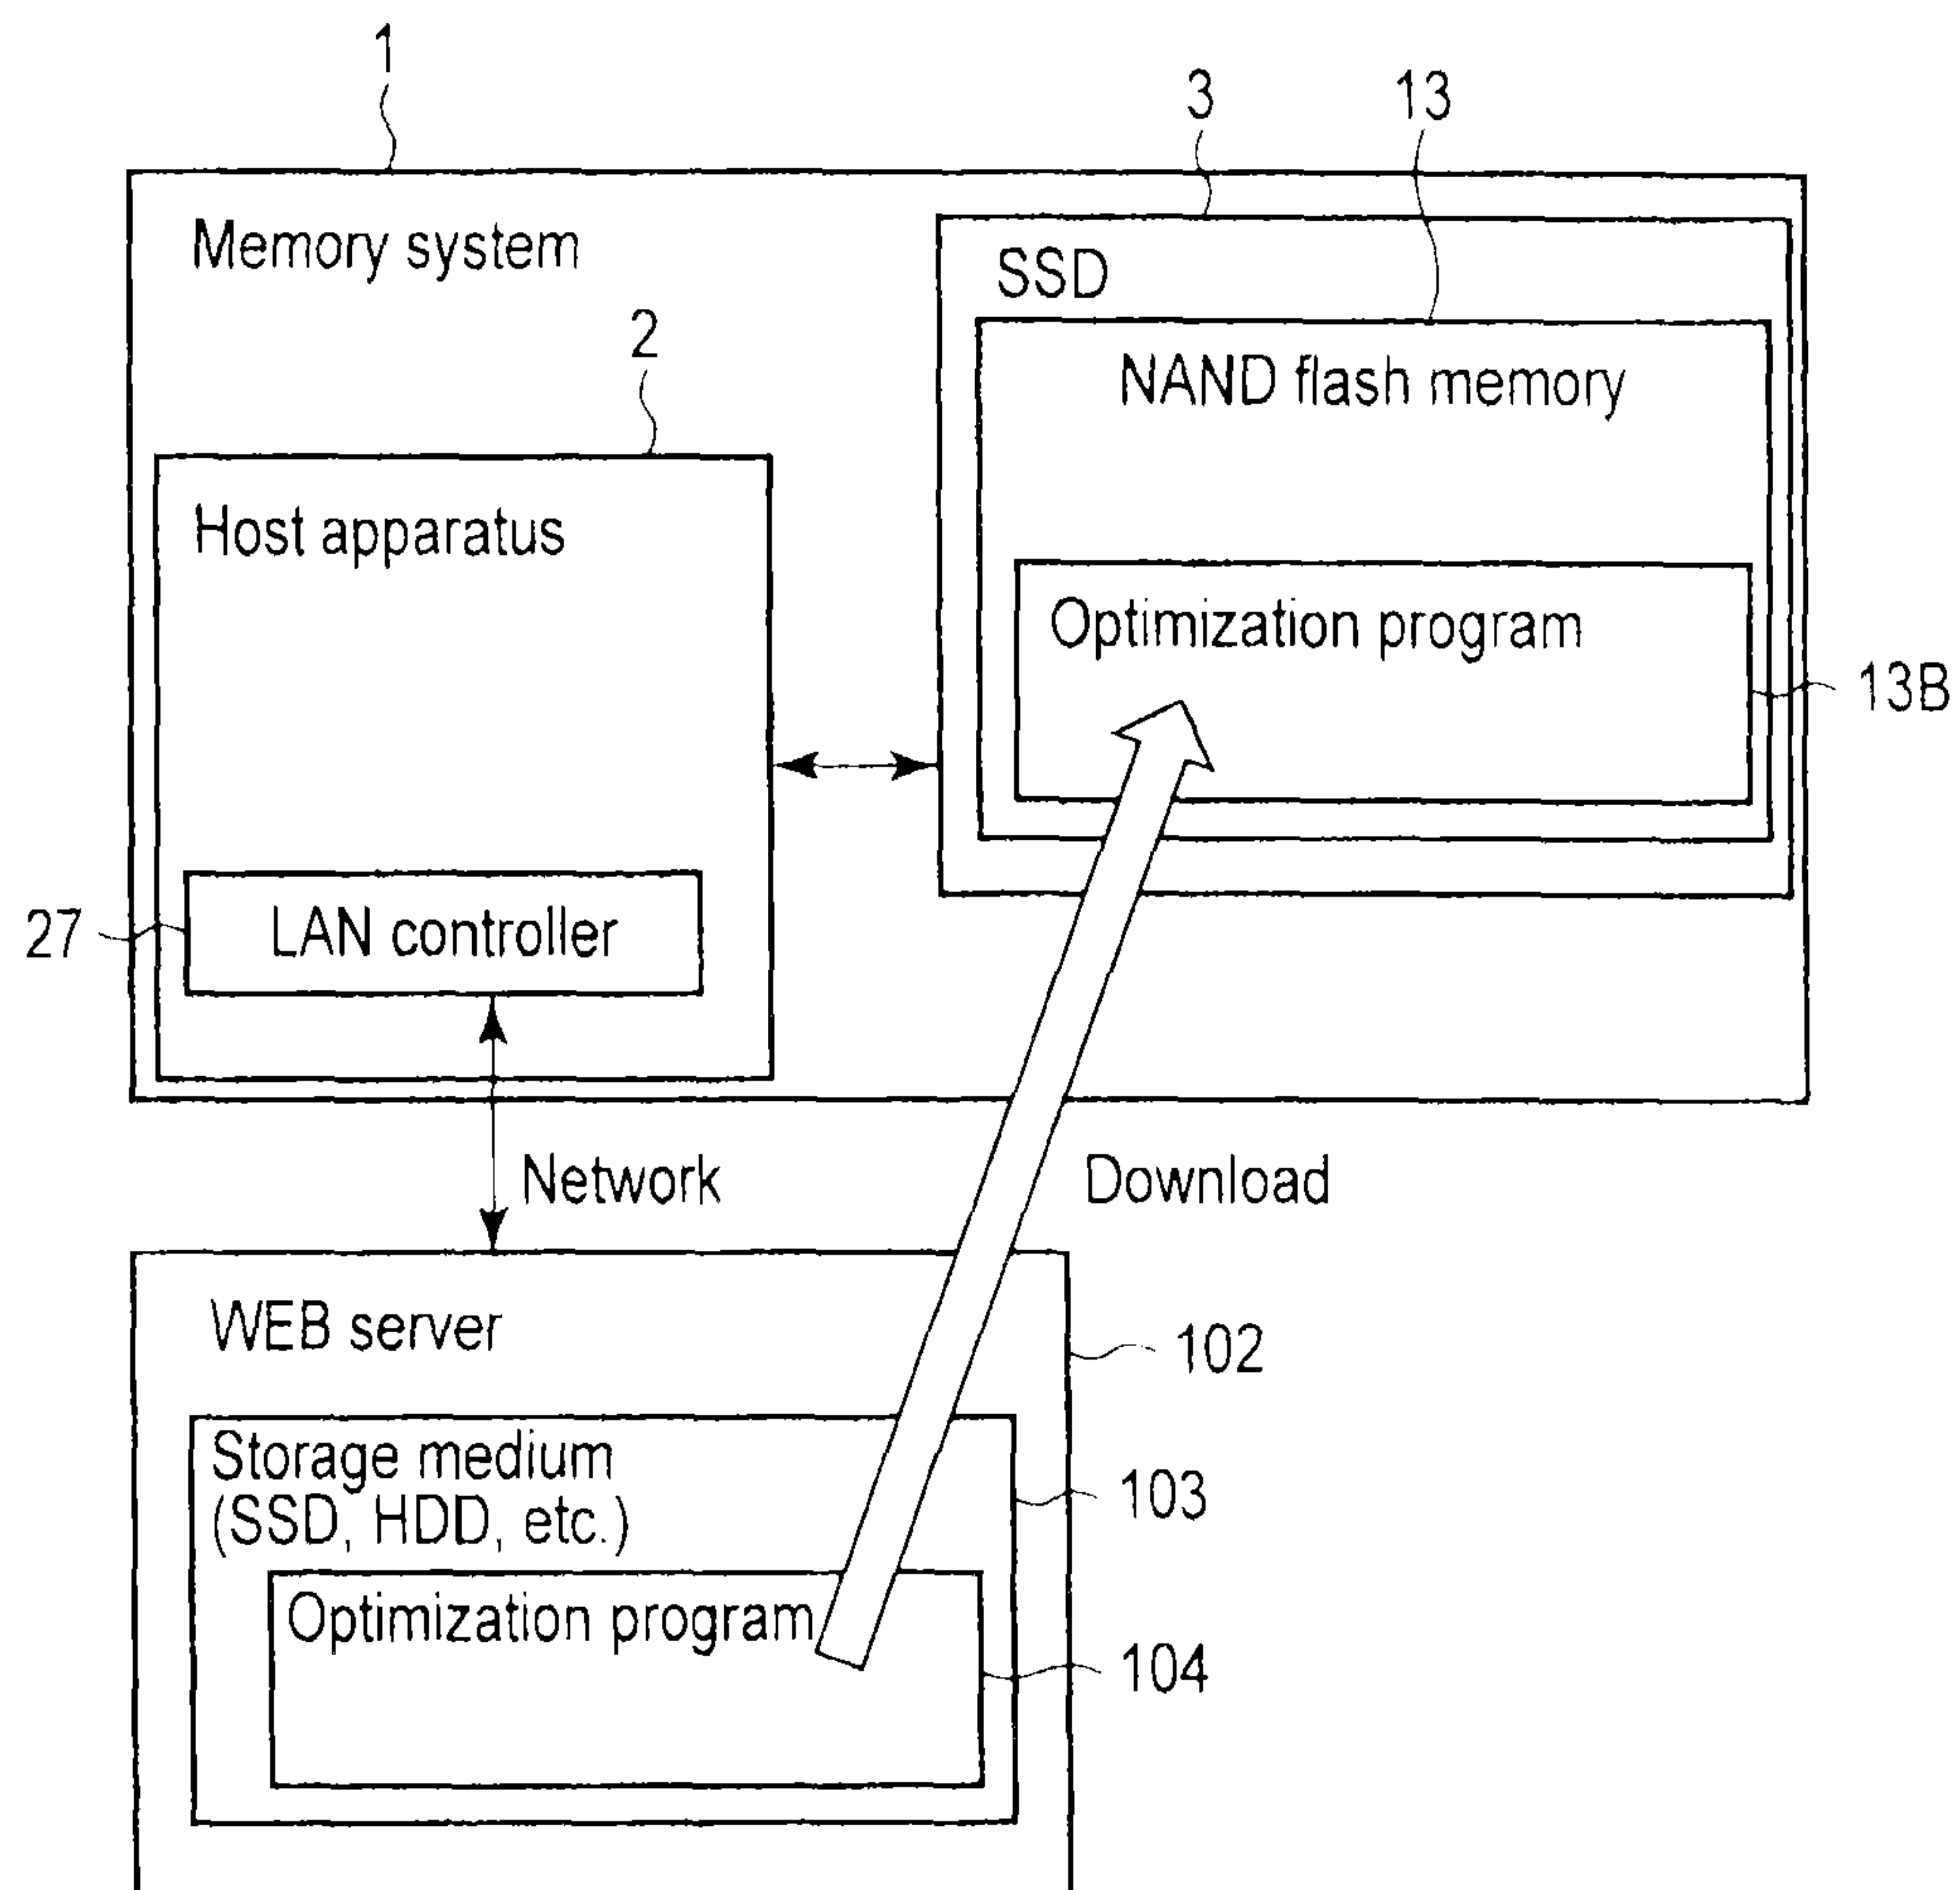 1
3
13
Memory system
SSD
2
NAND flash memory
Host apparatus
Optimization program
13B
27
LAN controller
Network
Download
WEB server
102
Storage medium
(SSD, HDD, etc.)
103
Optimization program
104